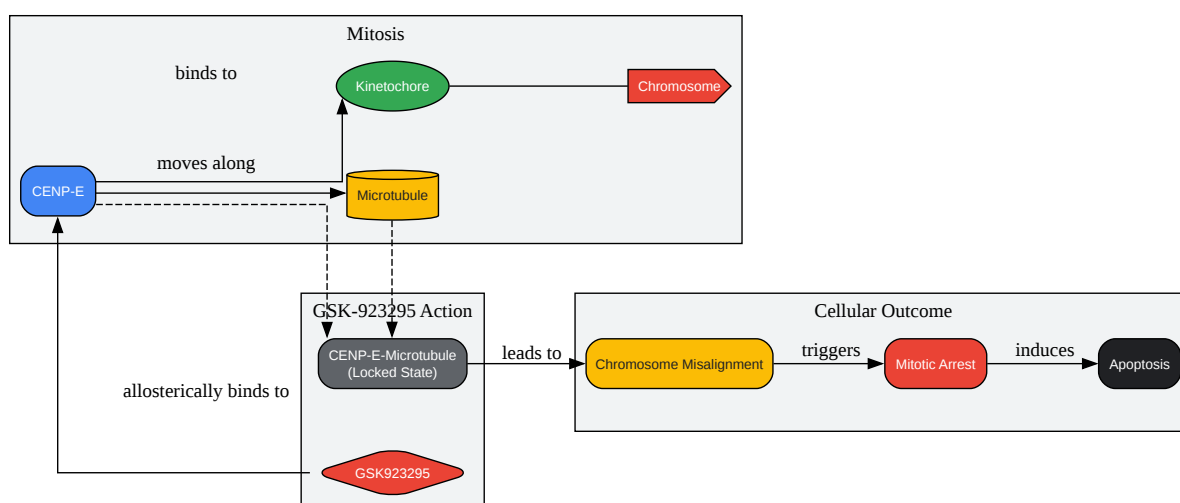 Mitosis
binds to
Kinetochore
Chromosome
moves along
CENP-E
Microtubule
GSK-923295 Action
Cellular Outcome
CENP-E-Microtubule
(Locked State)
leads to
Chromosome Misalignment
triggers
Mitotic Arrest
induces
Apoptosis
allosterically binds to
GSK923295